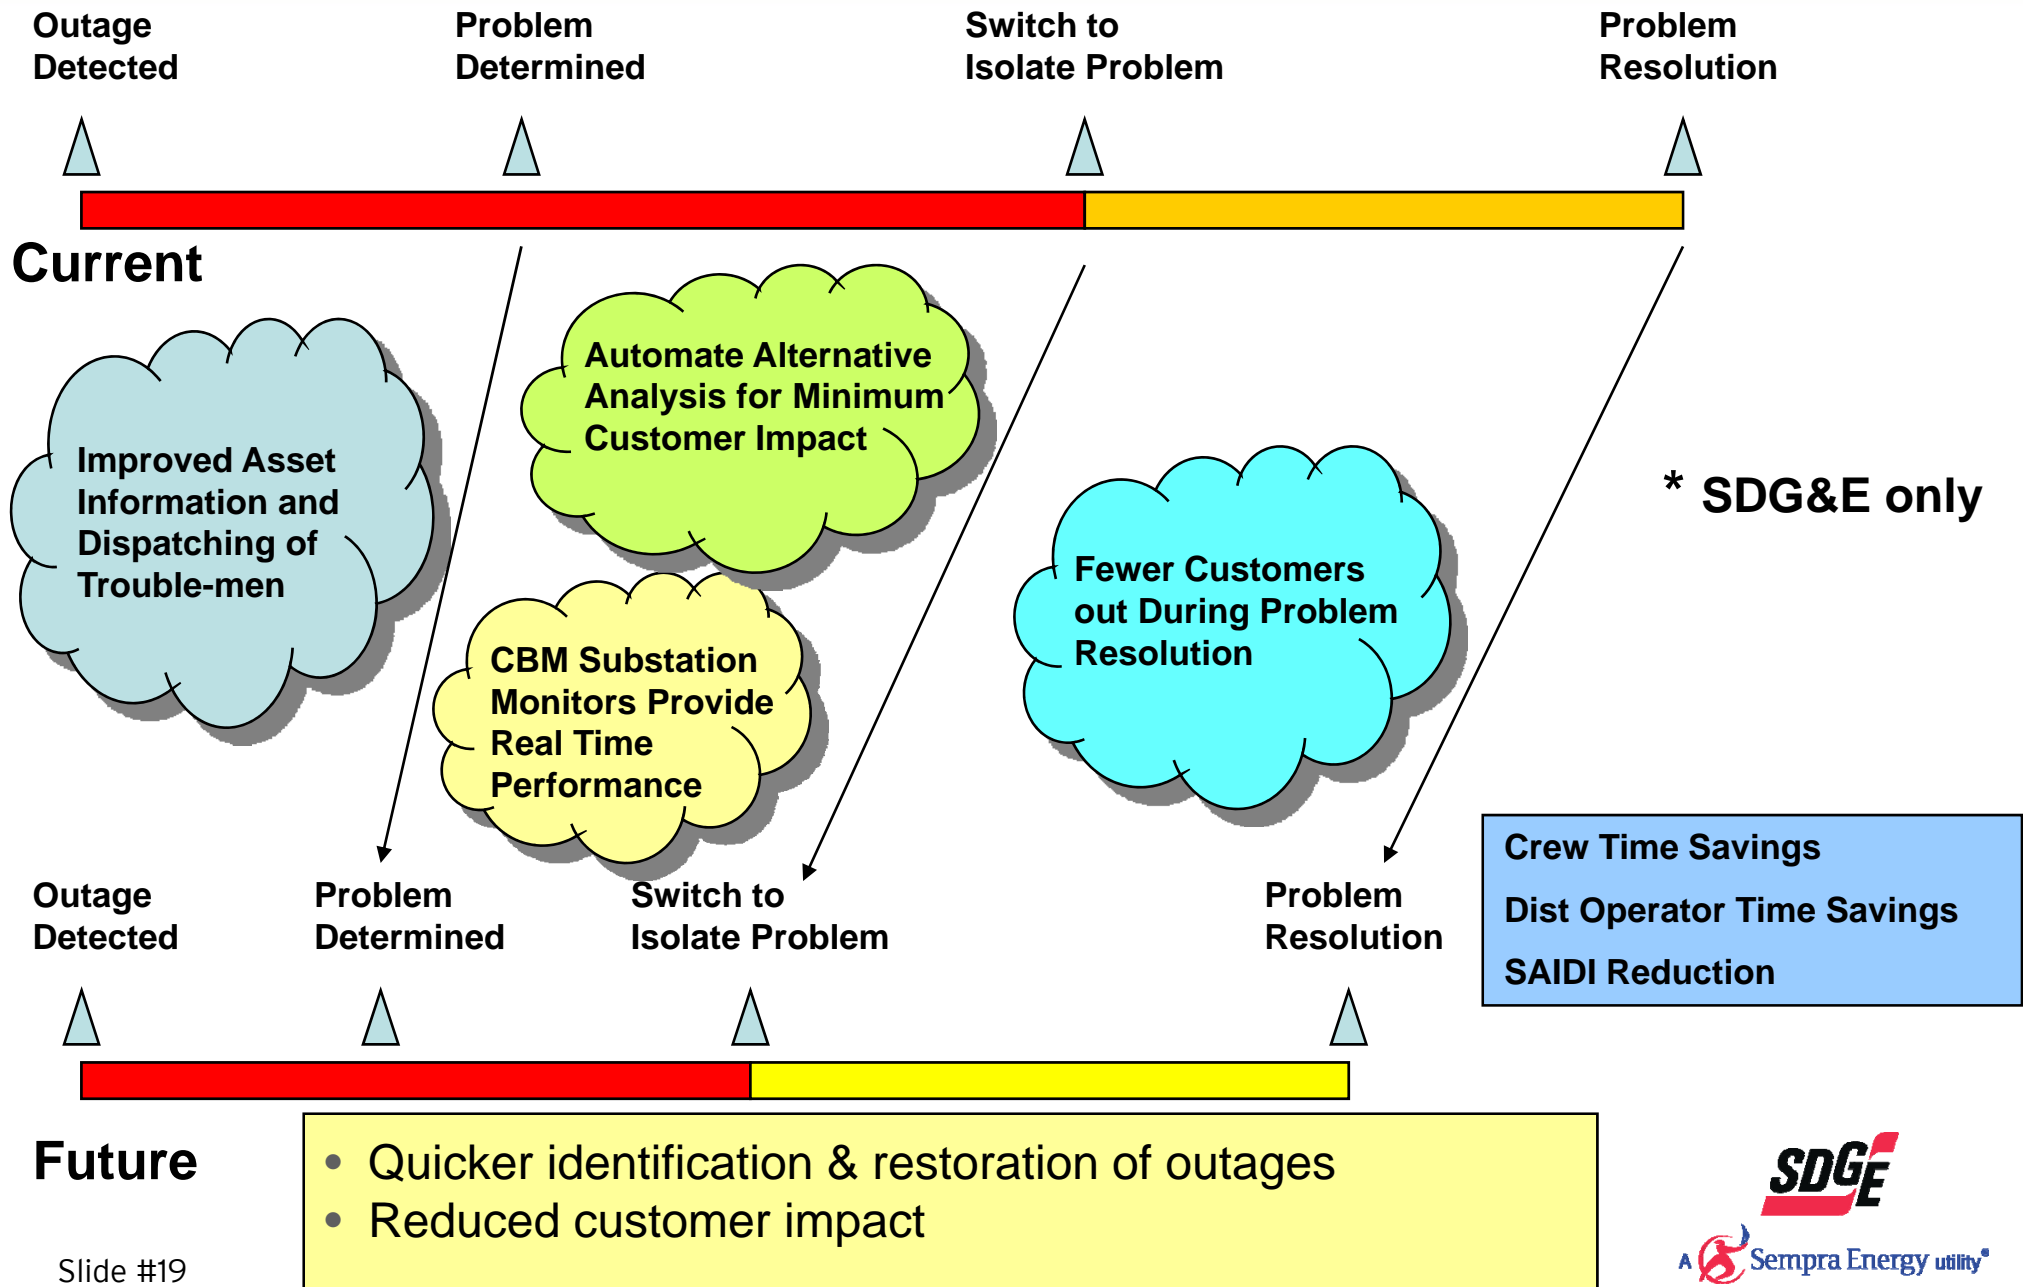 Outage
Detected
Problem
Determined
Switch to
Isolate Problem
Problem
Resolution
Current
Improved Asset
Information and
Dispatching of
Trouble-men
Automate Alternative
Analysis for Minimum
Customer Impact
CBM Substation
Monitors Provide
Real Time
Performance
Fewer Customers
out During Problem
Resolution
* SDG&E only
Outage
Detected
Problem
Determined
Switch to
Isolate Problem
Problem
Resolution
Crew Time Savings
Dist Operator Time Savings
SAIDI Reduction
Future
• Quicker identification & restoration of outages
• Reduced customer impact
Slide #19
SDGE
A Sempra Energy utility®